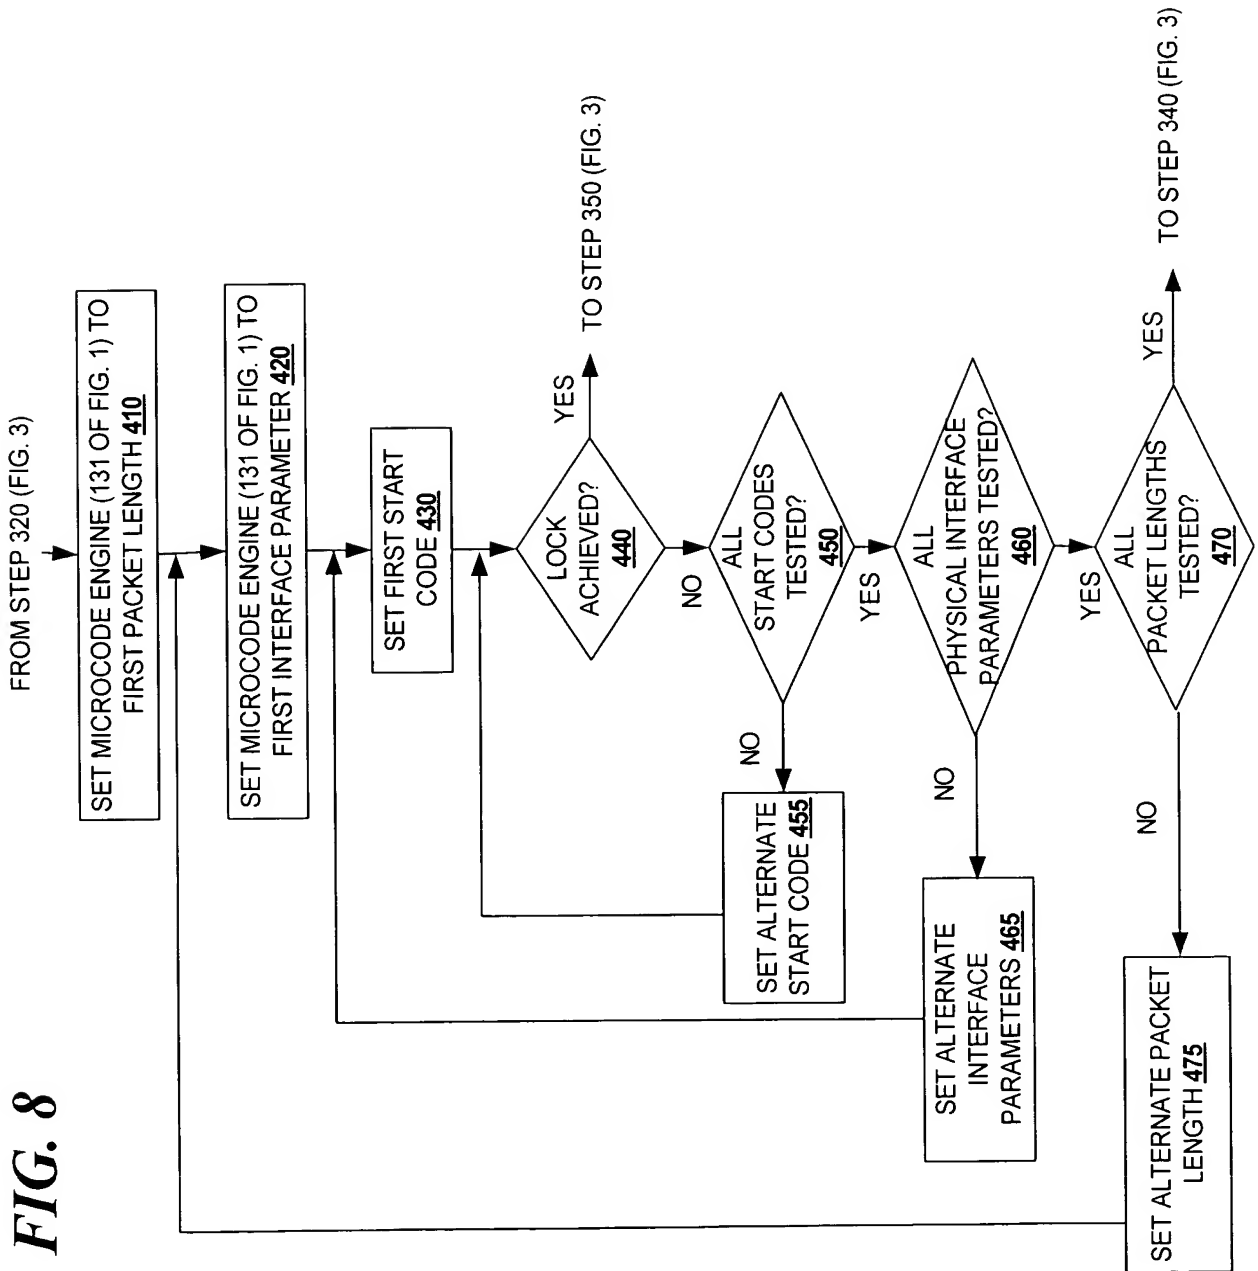 FIG. 8
FROM STEP 320 (FIG. 3)
SET MICROCODE ENGINE (131 OF FIG. 1) TO
FIRST PACKET LENGTH 410
SET MICROCODE ENGINE (131 OF FIG. 1) TO
FIRST INTERFACE PARAMETER 420
SET FIRST START
CODE 430
LOCK
ACHIEVED?
440
YES
TO STEP 350 (FIG. 3)
NO
ALL
START CODES
TESTED?
450
NO
SET ALTERNATE
START CODE 455
YES
ALL
PHYSICAL INTERFACE
PARAMETERS TESTED?
460
NO
SET ALTERNATE
INTERFACE
PARAMETERS 465
YES
ALL
PACKET LENGTHS
TESTED?
470
YES
TO STEP 340 (FIG. 3)
NO
SET ALTERNATE PACKET
LENGTH 475